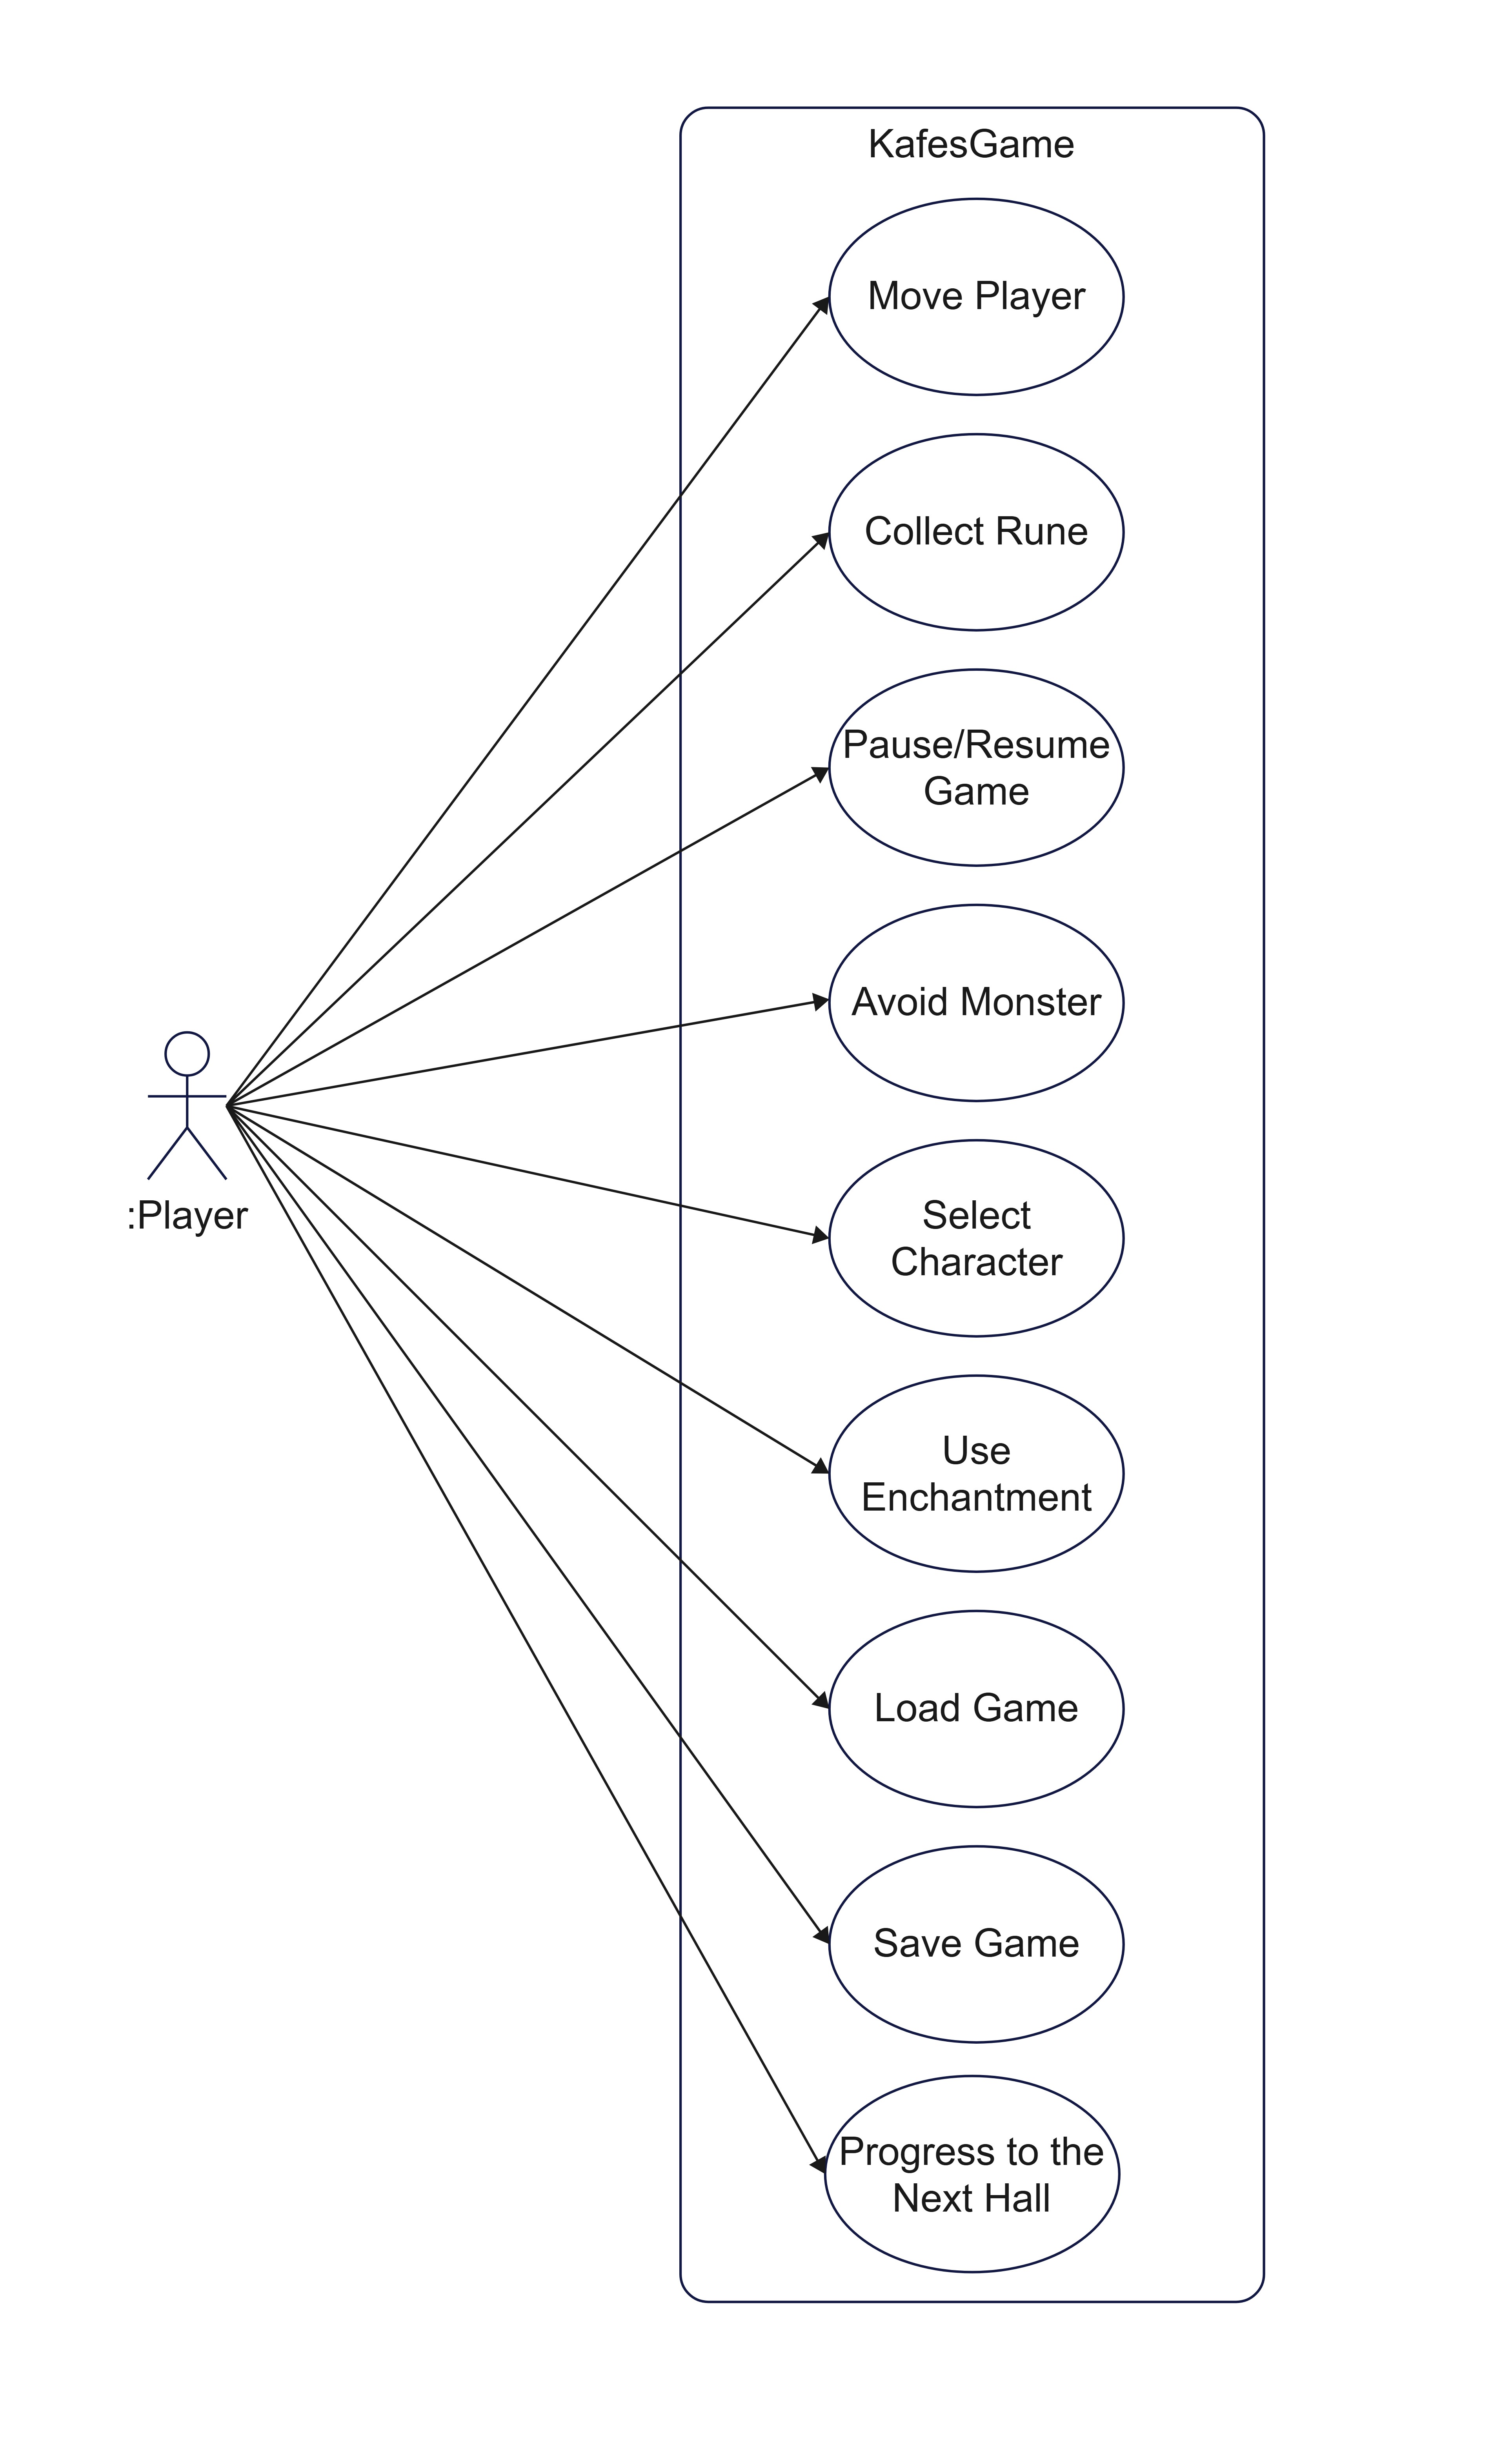 KafesGame
Move Player
Collect Rune
Pause/Resume
Game
Avoid Monster
:Player
Select
Character
Use
Enchantment
Load Game
Save Game
Progress to the
Next Hall